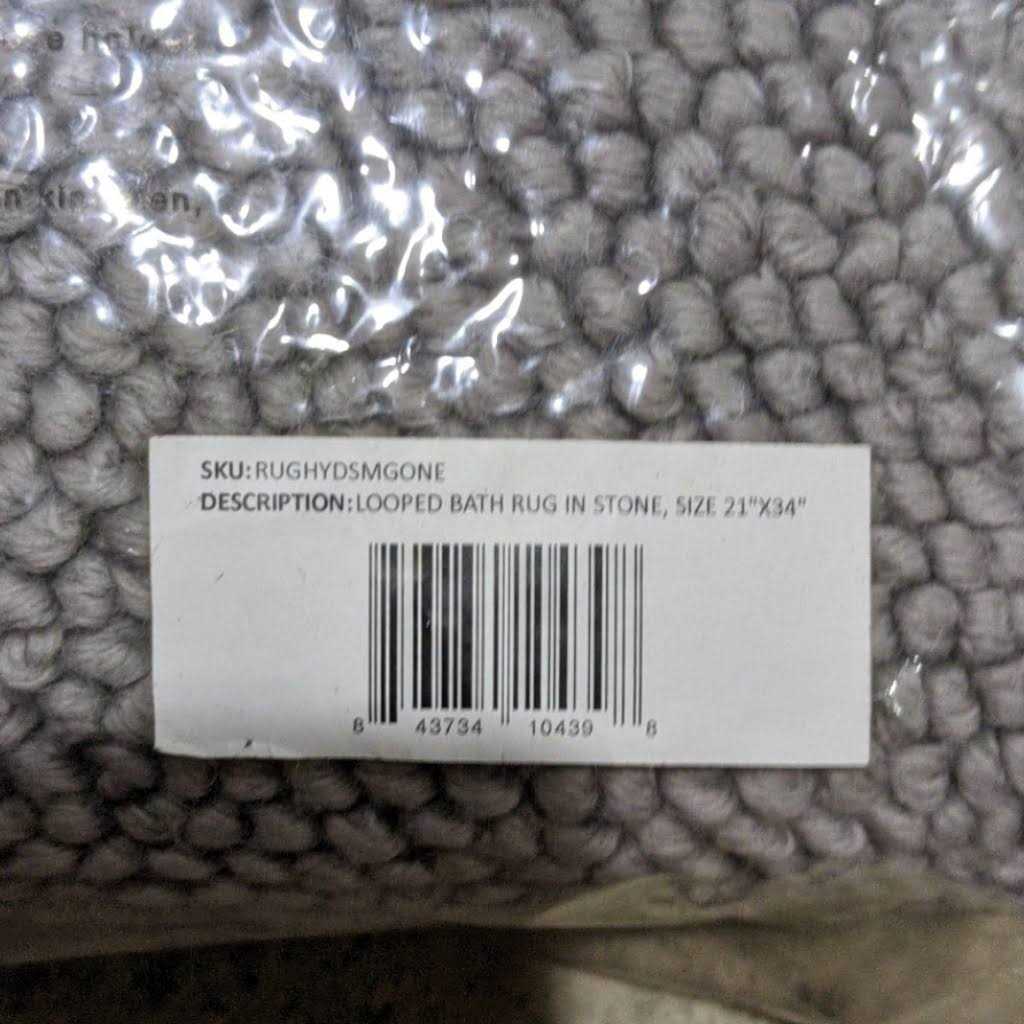 SKU:RUGHYDSMGONE
DESCRIPTION:LOOPED BATH RUG IN STONE, SIZE 21"X34"
8 43734 10439 8